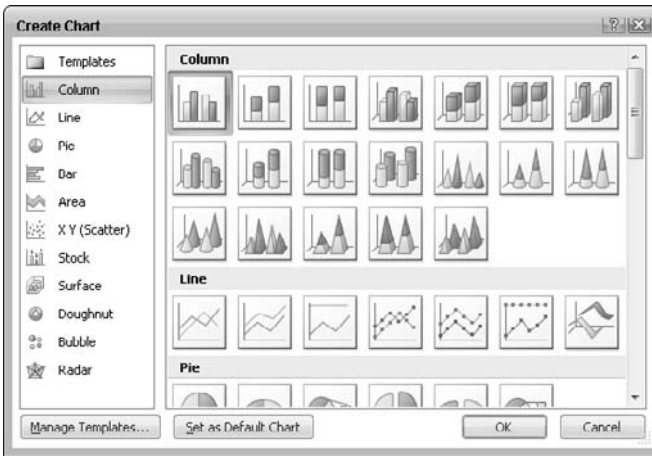 Create Chart
Templates
Column
Line
Pie
Bar
Area
X Y (Scatter)
Stock
Surface
Doughnut
Bubble
Radar
Column
Line
Pie
Manage Templates...
Set as Default Chart
OK
Cancel